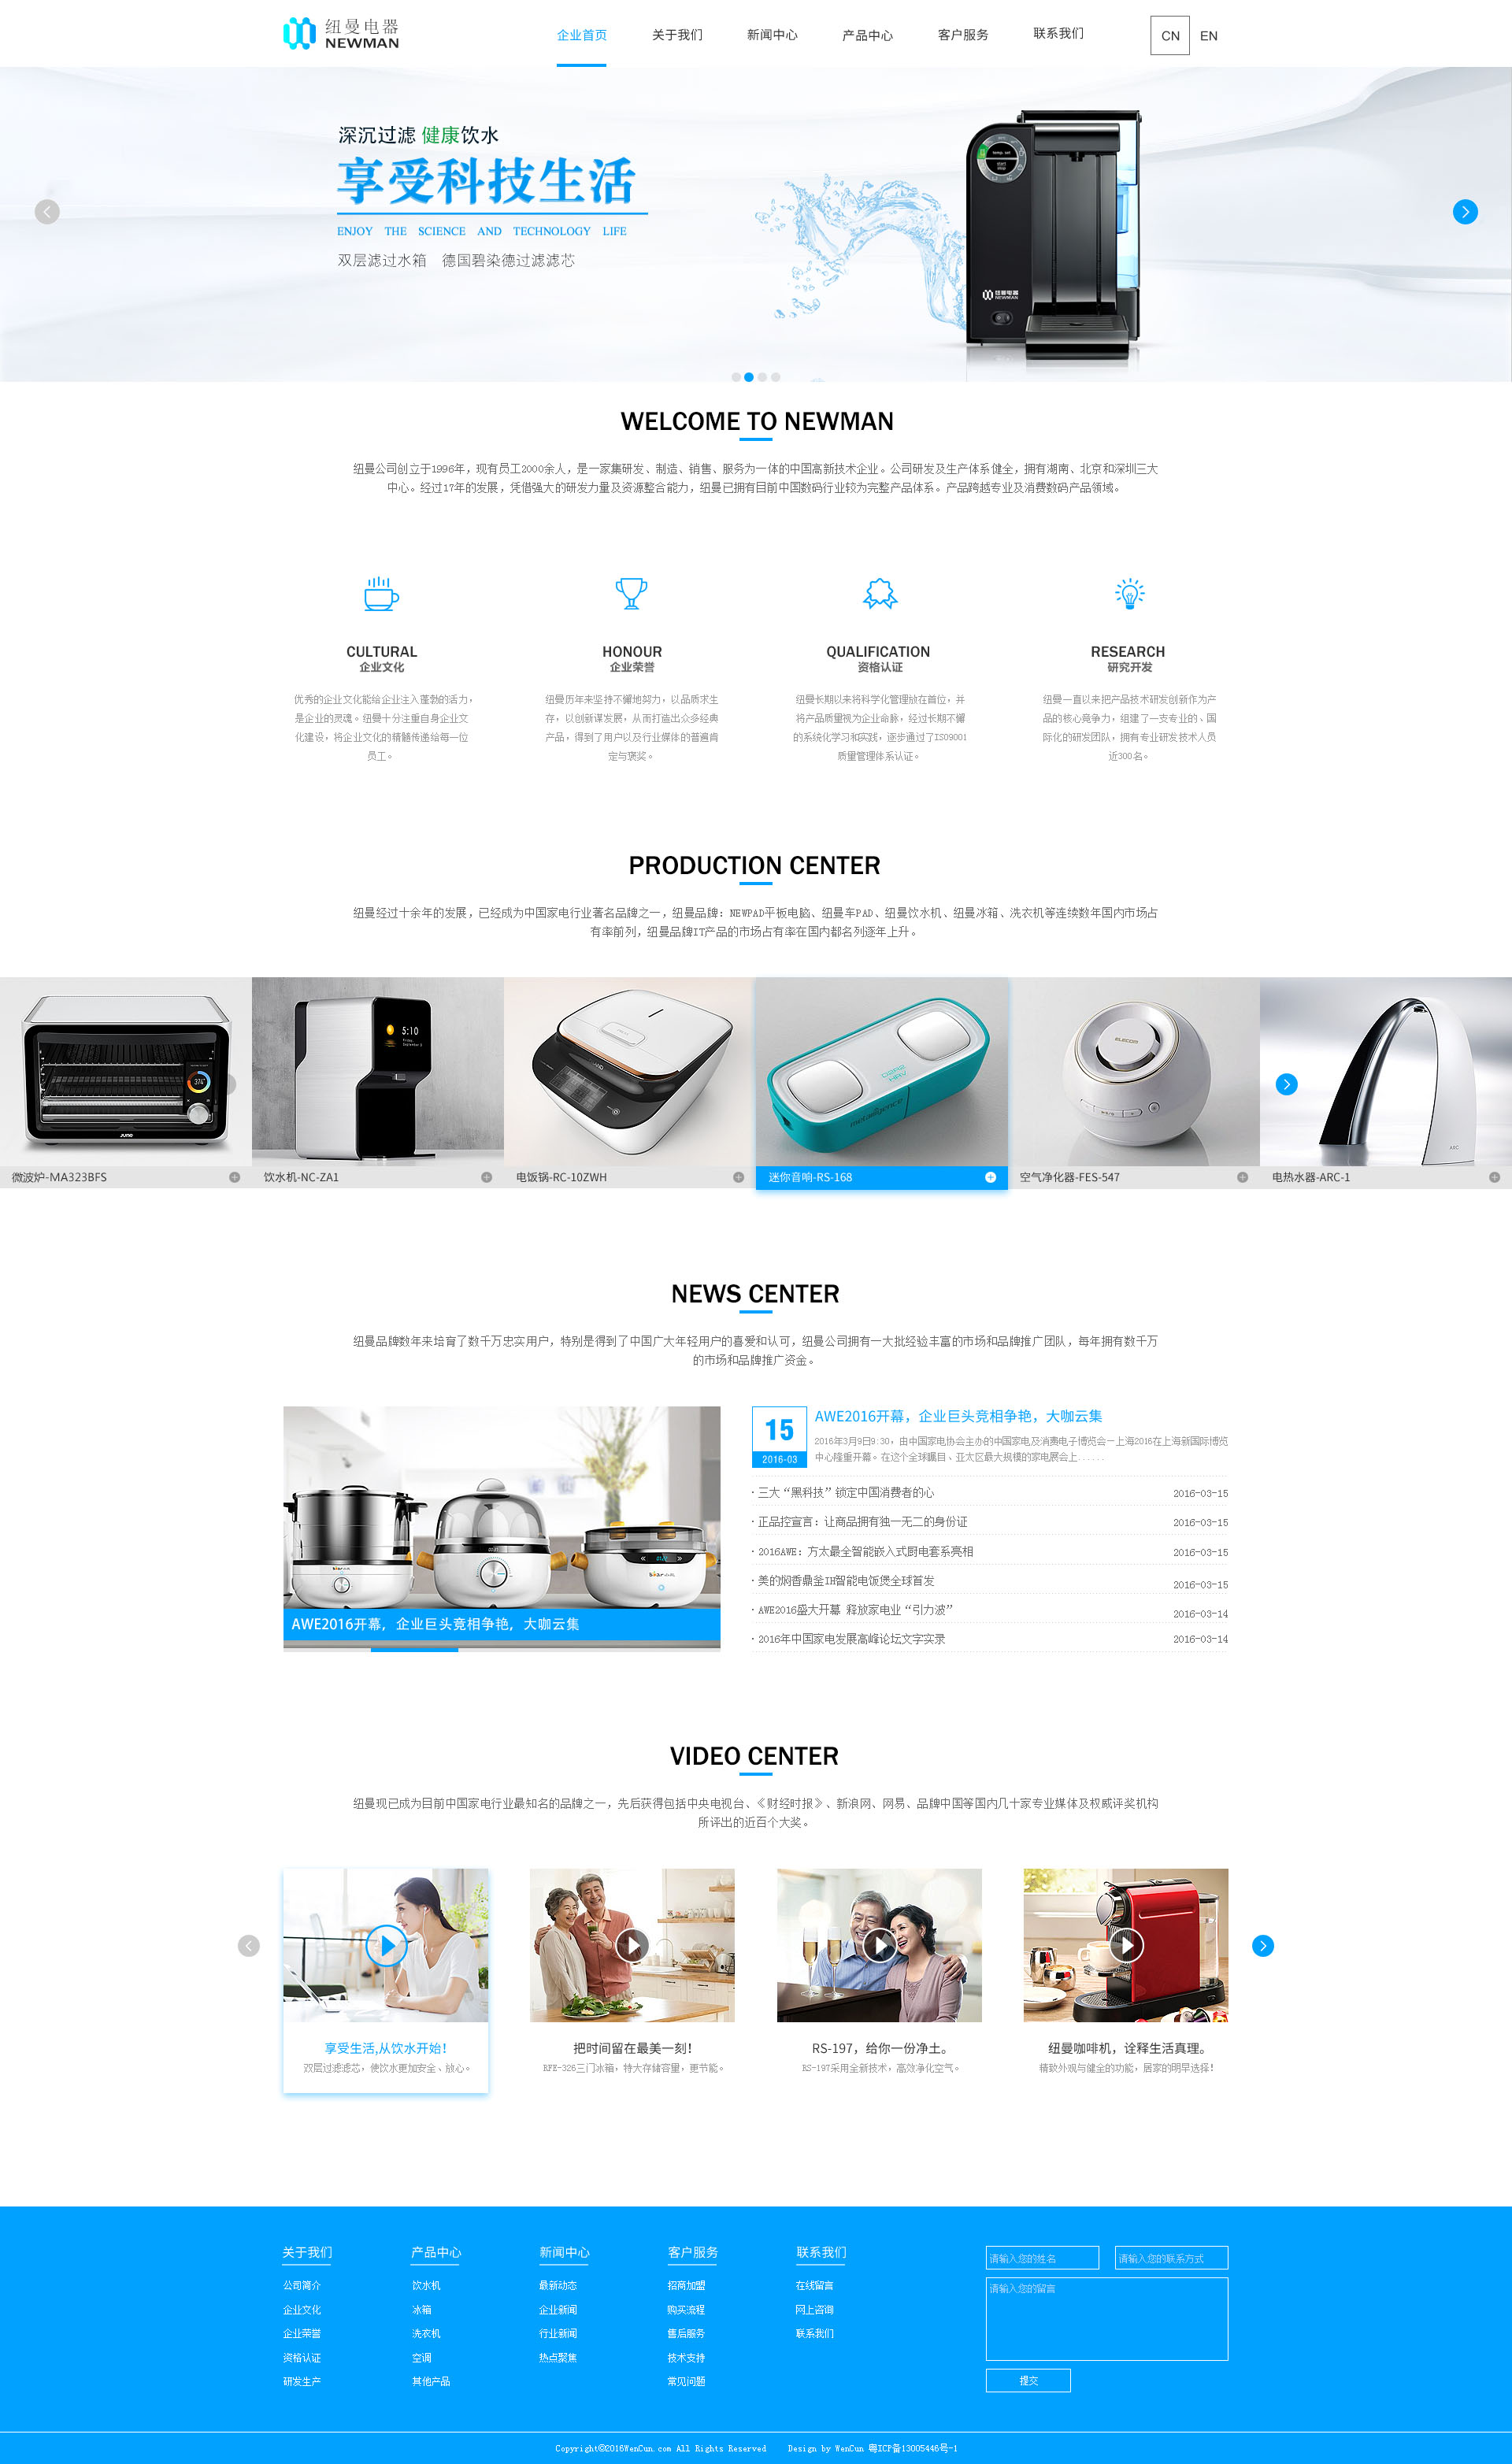 纽曼电器
NEWMAN
企业首页
关于我们
新闻中心
产品中心
客户服务
联系我们
CN
EN
深沉过滤 健康饮水
享受科技生活
ENJOY THE SCIENCE AND TECHNOLOGY LIFE
双层滤过水箱 德国碧染德过滤滤芯
纽曼电器
NEWMAN
WELCOME TO NEWMAN
纽曼公司创立于1996年，现有员工2000余人，是一家集研发、制造、销售、服务为一体的中国高新技术企业。公司研发及生产体系健全，拥有湖南、北京和深圳三大
中心。经过17年的发展，凭借强大的研发力量及资源整合能力，纽曼已拥有目前中国数码行业较为完整产品体系。产品跨越专业及消费数码产品领域。
CULTURAL
企业文化
优秀的企业文化能给企业注入蓬勃的活力，
是企业的灵魂。纽曼十分注重自身企业文
化建设，将企业文化的精髓传递给每一位
员工。
HONOUR
企业荣誉
纽曼历年来坚持不懈地努力，以品质求生
存，以创新谋发展，从而打造出众多经典
产品，得到了用户以及行业媒体的普遍肯
定与褒奖。
QUALIFICATION
资格认证
纽曼长期以来将科学化管理放在首位，并
将产品质量视为企业命脉，经过长期不懈
的系统化学习和实践，逐步通过了ISO9001
质量管理体系认证。
RESEARCH
研究开发
纽曼一直以来把产品技术研发创新作为产
品的核心竞争力，组建了一支专业的、国
际化的研发团队，拥有专业研发技术人员
近300名。
PRODUCTION CENTER
纽曼经过十余年的发展，已经成为中国家电行业著名品牌之一，纽曼品牌：NEWPAD平板电脑、纽曼车PAD、纽曼饮水机、纽曼冰箱、洗衣机等连续数年国内市场占
有率前列，纽曼品牌IT产品的市场占有率在国内都名列逐年上升。
374°
JUNO
5:10
ELECOM
ARC
微波炉-MA323BFS
饮水机-NC-ZA1
电饭锅-RC-10ZWH
迷你音响-RS-168
空气净化器-FES-547
电热水器-ARC-1
NEWS CENTER
纽曼品牌数年来培育了数千万忠实用户，特别是得到了中国广大年轻用户的喜爱和认可，纽曼公司拥有一大批经验丰富的市场和品牌推广团队，每年拥有数千万
的市场和品牌推广资金。
AWE2016开幕，企业巨头竞相争艳，大咖云集
15
2016-03
AWE2016开幕，企业巨头竞相争艳，大咖云集
2016年3月9日9:30，由中国家电协会主办的中国家电及消费电子博览会－上海2016在上海新国际博览
中心隆重开幕。在这个全球瞩目、亚太区最大规模的家电展会上......
· 三大“黑科技”锁定中国消费者的心 2016-03-15
· 正品控宣言：让商品拥有独一无二的身份证 2016-03-15
· 2016AWE：方太最全智能嵌入式厨电套系亮相 2016-03-15
· 美的焖香鼎釜IH智能电饭煲全球首发 2016-03-15
· AWE2016盛大开幕 释放家电业“引力波” 2016-03-14
· 2016年中国家电发展高峰论坛文字实录 2016-03-14
VIDEO CENTER
纽曼现已成为目前中国家电行业最知名的品牌之一，先后获得包括中央电视台、《财经时报》、新浪网、网易、品牌中国等国内几十家专业媒体及权威评奖机构
所评出的近百个大奖。
享受生活,从饮水开始！
双层过滤滤芯，使饮水更加安全、放心。
把时间留在最美一刻！
RFE-326三门冰箱，特大存储容量，更节能。
RS-197，给你一份净土。
RS-197采用全新技术，高效净化空气。
纽曼咖啡机，诠释生活真理。
精致外观与健全的功能，居家的明早选择！
关于我们
公司简介
企业文化
企业荣誉
资格认证
研发生产
产品中心
饮水机
冰箱
洗衣机
空调
其他产品
新闻中心
最新动态
企业新闻
行业新闻
热点聚焦
客户服务
招商加盟
购买流程
售后服务
技术支持
常见问题
联系我们
在线留言
网上咨询
联系我们
请输入您的姓名
请输入您的联系方式
请输入您的留言
提交
Copyright©2016WenCun.com All Rights Reserved Design by WenCun 粤ICP备13005446号-1